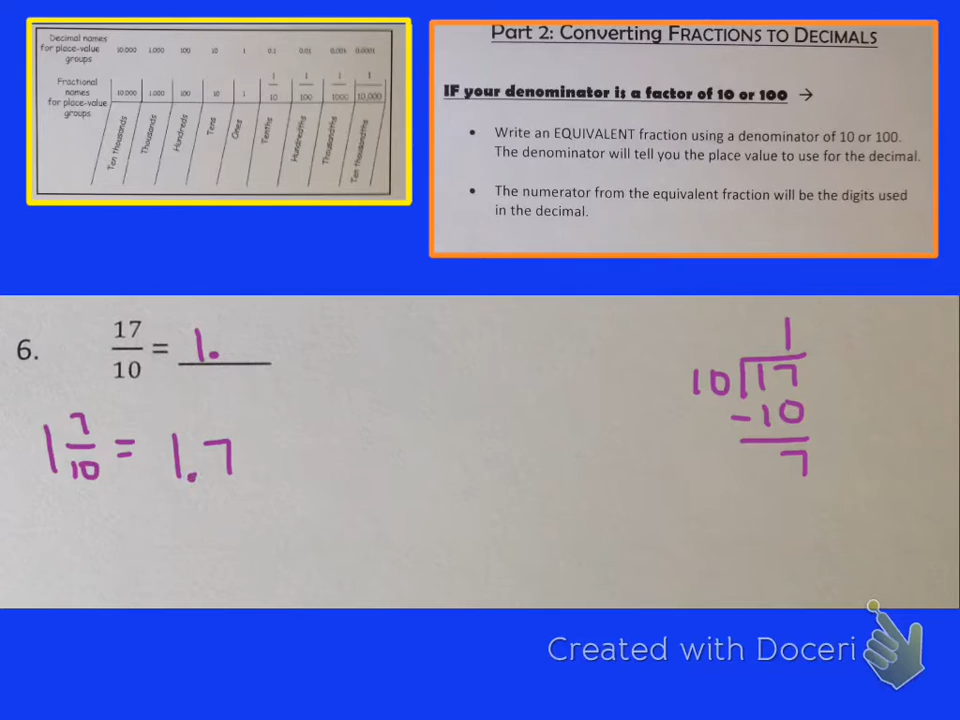 Decimal names
for place-value
groups
10,000 1,000 100 10 1 0.1 0.01 0.001 0.0001
Fractional
names
for place-value
groups
10,000 1,000 100 10 1 1/10 1/100 1/1000 1/10,000
Ten thousands Thousands Hundreds Tens Ones Tenths Hundredths Thousandths Ten thousandths
Part 2: Converting FRACTIONS TO DECIMALS
IF your denominator is a factor of 10 or 100 →
• Write an EQUIVALENT fraction using a denominator of 10 or 100.
The denominator will tell you the place value to use for the decimal.
• The numerator from the equivalent fraction will be the digits used
in the decimal.
6. 17/10 = 1.
1 7/10 = 1.7
1
10 17
-10
7
Created with Doceri